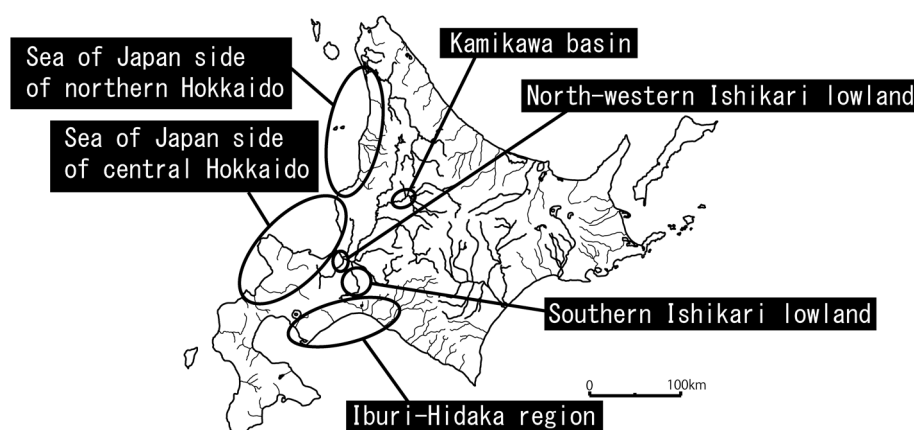 Sea of Japan side
of northern Hokkaido
Kamikawa basin
North-western Ishikari lowland
Sea of Japan side
of central Hokkaido
Southern Ishikari lowland
Iburi-Hidaka region
0
100km